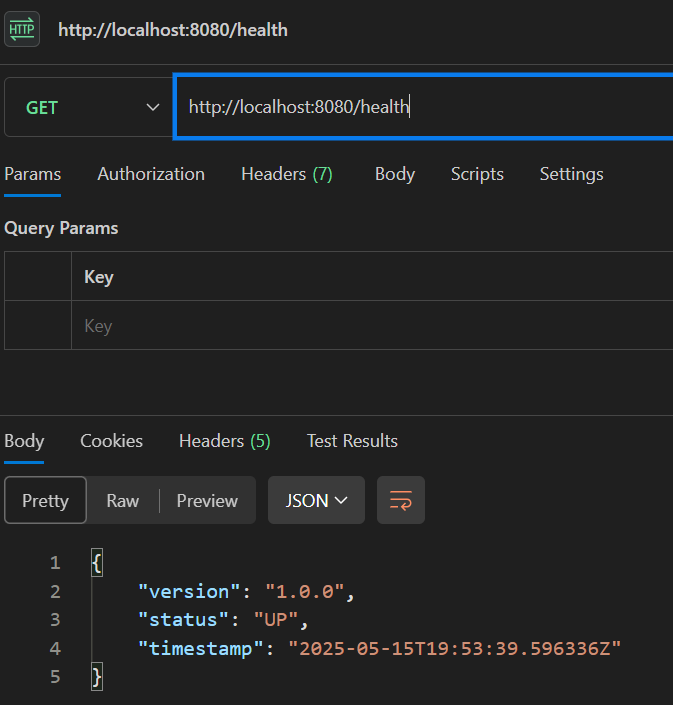 HTTP http://localhost:8080/health
GET http://localhost:8080/health
Params Authorization Headers (7) Body Scripts Settings
Query Params
Key
Key
Body Cookies Headers (5) Test Results
Pretty Raw Preview JSON
1 {
2 "version": "1.0.0",
3 "status": "UP",
4 "timestamp": "2025-05-15T19:53:39.596336Z"
5 }